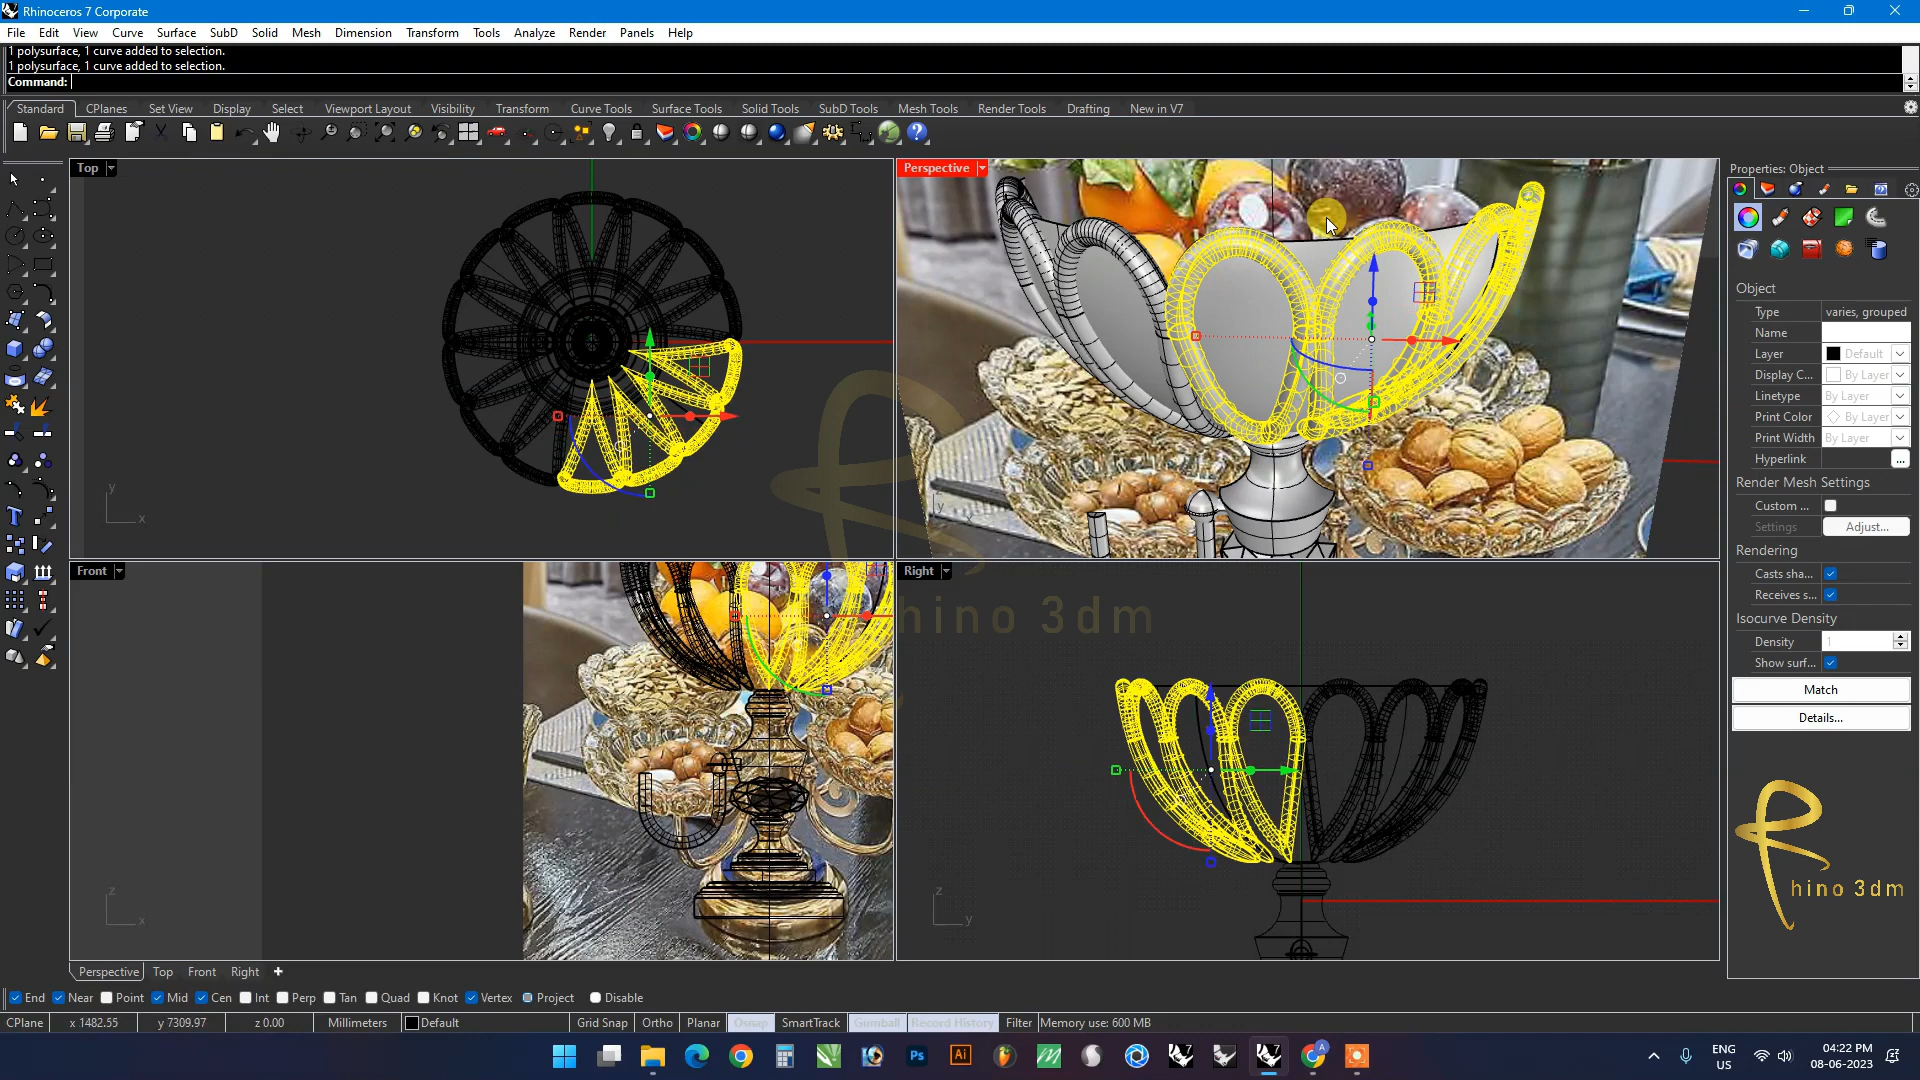 Rhinoceros 7 Corporate
File Edit View Curve Surface SubD Solid Mesh Dimension Transform Tools Analyze Render Panels Help
1 polysurface, 1 curve added to selection.
1 polysurface, 1 curve added to selection.
Command:
Standard CPlanes Set View Display Select Viewport Layout Visibility Transform Curve Tools Surface Tools Solid Tools SubD Tools Mesh Tools Render Tools Drafting New in V7
Top
Perspective
Properties: Object
Object
Type varies, grouped
Name
Layer Default
Display C... By Layer
Linetype By Layer
Print Color By Layer
Print Width By Layer
Hyperlink ...
Render Mesh Settings
Custom ...
Settings Adjust...
Rendering
Casts sha...
Receives s...
Isocurve Density
Density 1
Show surf...
Match
Details...
y
x
Front
Right
hino 3dm
hino 3dm
z
x
z
y
Perspective Top Front Right
End Near Point Mid Cen Int Perp Tan Quad Knot Vertex Project Disable
CPlane x 1482.55 y 7309.97 z 0.00 Millimeters Default Grid Snap Ortho Planar Osnap SmartTrack Gumball Record History Filter Memory use: 600 MB
Ps Ai 7 7 A
ENG
US
04:22 PM
08-06-2023